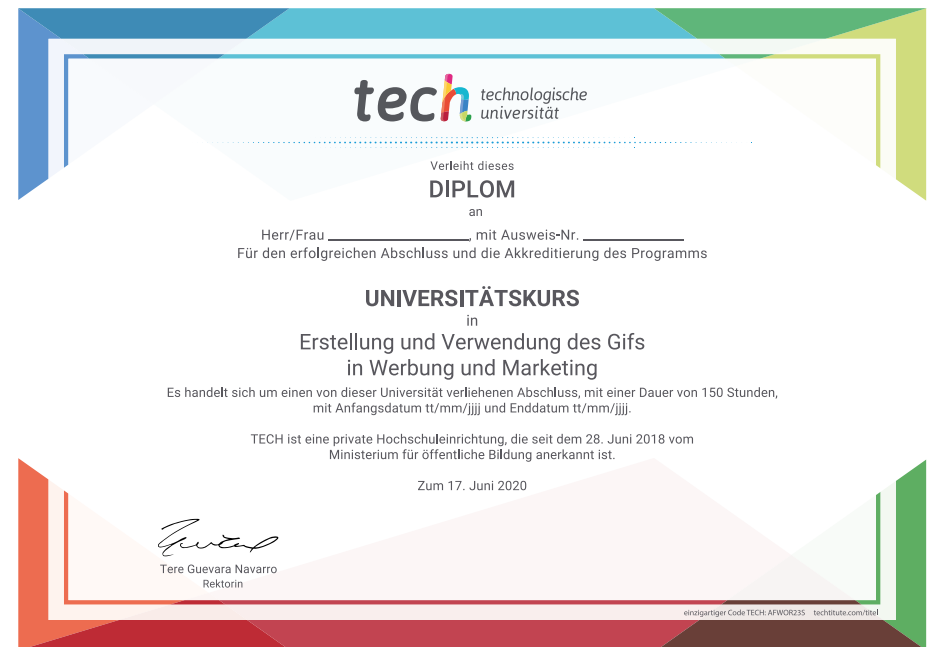 tech technologische
universität
Verleiht dieses
DIPLOM
an
Herr/Frau ____________, mit Ausweis-Nr. ____________
Für den erfolgreichen Abschluss und die Akkreditierung des Programms
UNIVERSITÄTSKURS
in
Erstellung und Verwendung des Gifs
in Werbung und Marketing
Es handelt sich um einen von dieser Universität verliehenen Abschluss, mit einer Dauer von 150 Stunden,
mit Anfangsdatum tt/mm/jjjj und Enddatum tt/mm/jjjj.
TECH ist eine private Hochschuleinrichtung, die seit dem 28. Juni 2018 vom
Ministerium für öffentliche Bildung anerkannt ist.
Zum 17. Juni 2020
Tere Guevara Navarro
Rektorin
einzigartiger Code TECH: AFWOR235 techtitute.com/titel